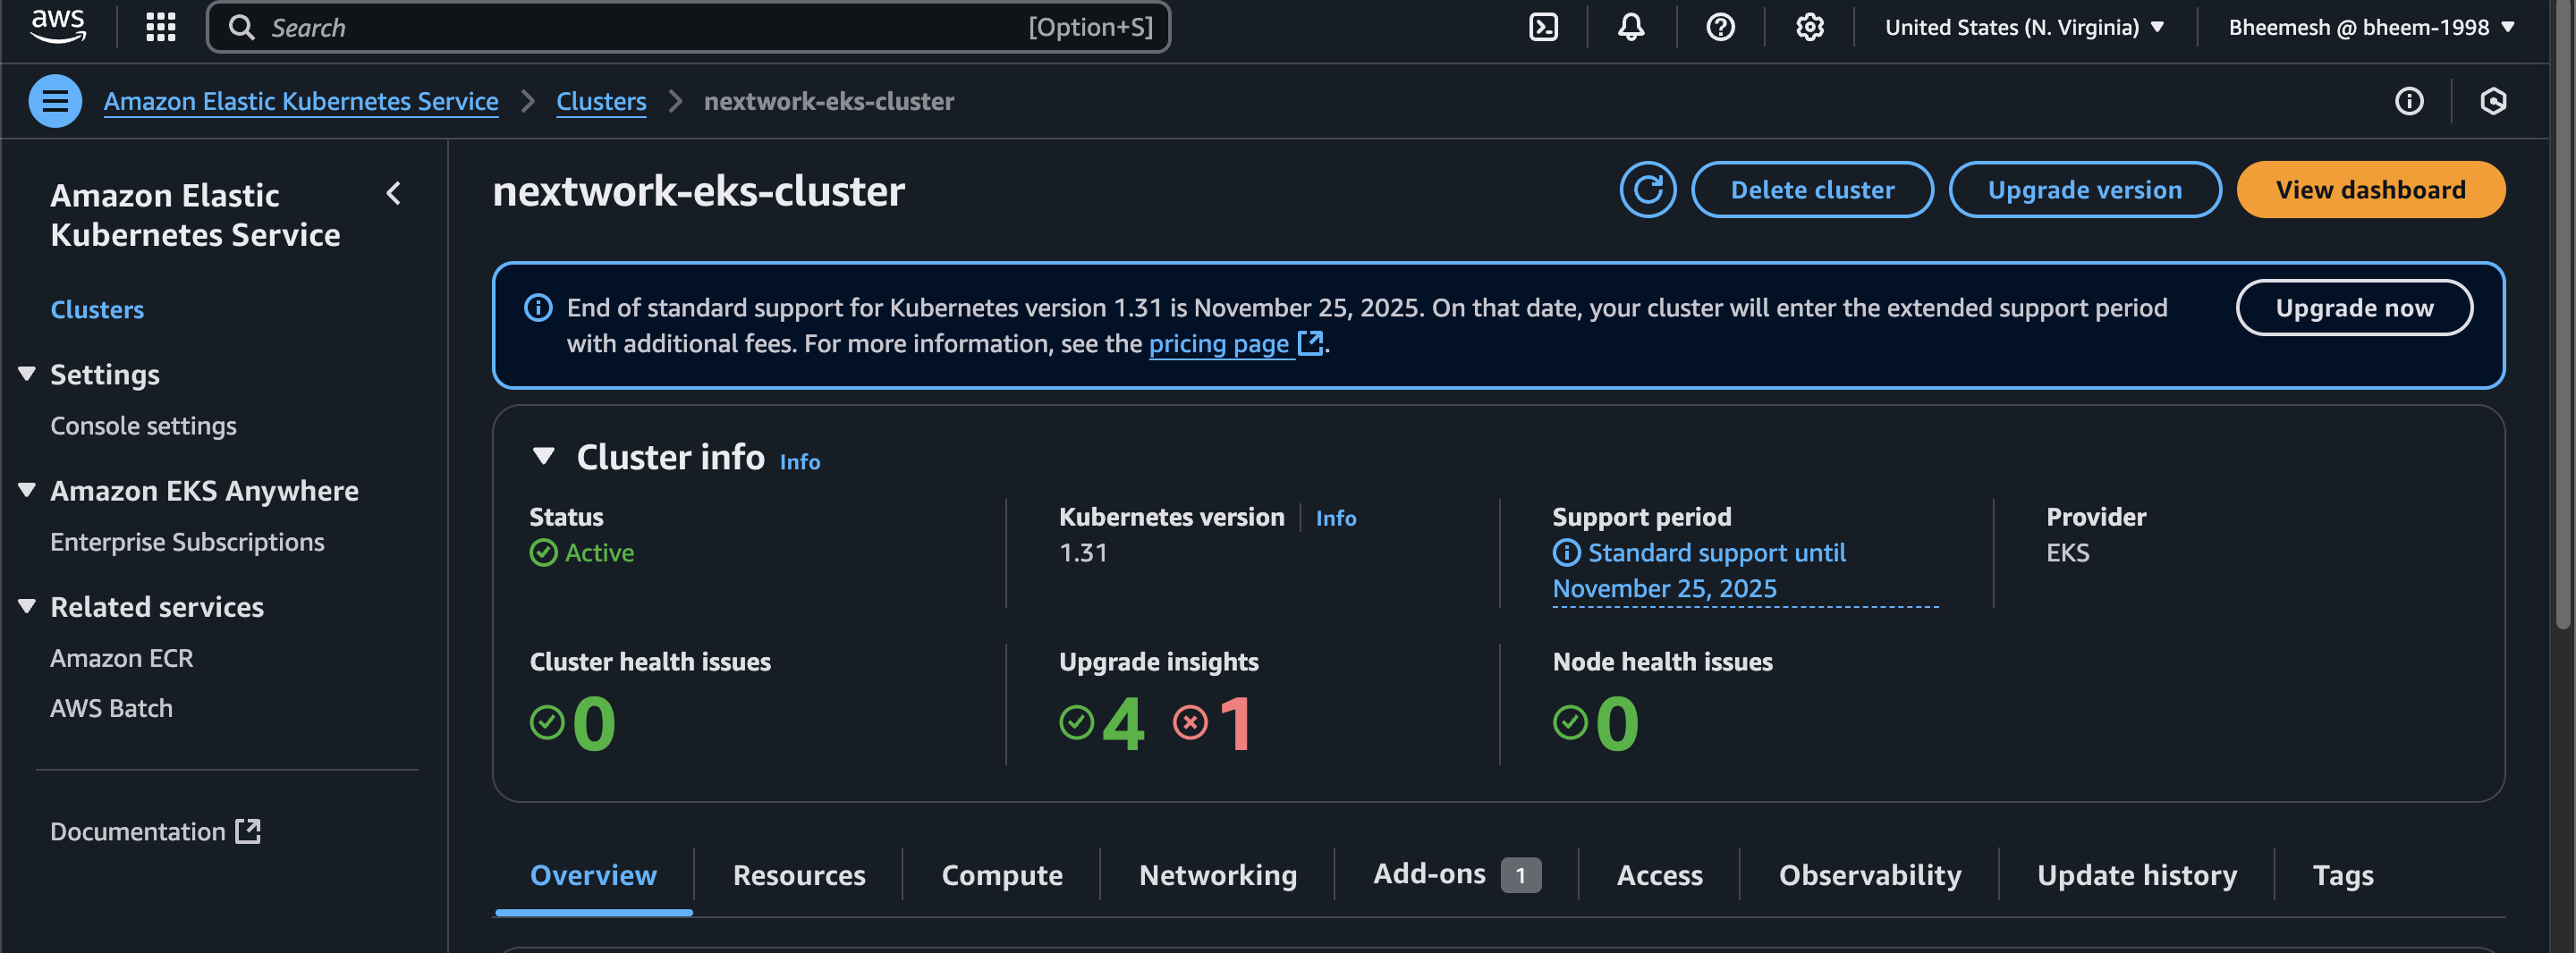 aws
Search
[Option+S]
United States (N. Virginia)
Bheemesh @ bheem-1998
Amazon Elastic Kubernetes Service
Clusters
nextwork-eks-cluster
Amazon Elastic
Kubernetes Service
Clusters
Settings
Console settings
Amazon EKS Anywhere
Enterprise Subscriptions
Related services
Amazon ECR
AWS Batch
Documentation
nextwork-eks-cluster
Delete cluster
Upgrade version
View dashboard
End of standard support for Kubernetes version 1.31 is November 25, 2025. On that date, your cluster will enter the extended support period
with additional fees. For more information, see the pricing page.
Upgrade now
Cluster info Info
Status
Active
Kubernetes version Info
1.31
Support period
Standard support until
November 25, 2025
Provider
EKS
Cluster health issues
0
Upgrade insights
4 1
Node health issues
0
Overview
Resources
Compute
Networking
Add-ons 1
Access
Observability
Update history
Tags